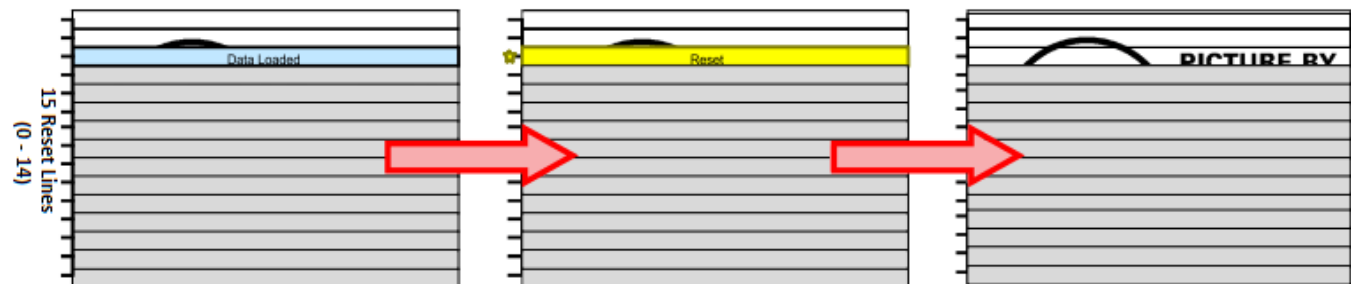 15 Reset Lines
(0 - 14)
Data Loaded
Reset
PICTURE BY